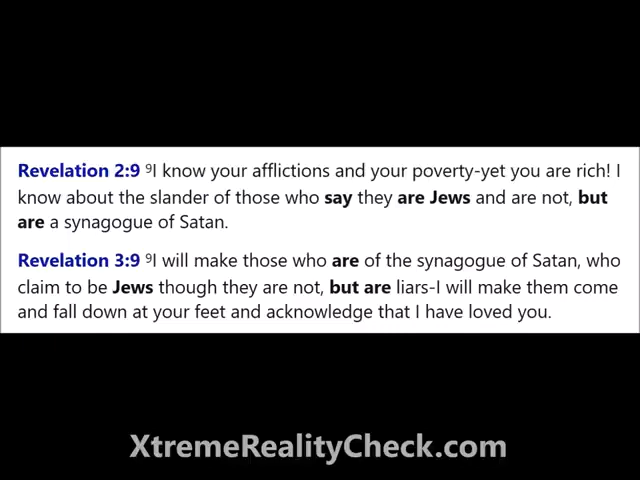 Revelation 2:9 ⁹I know your afflictions and your poverty-yet you are rich! I
know about the slander of those who say they are Jews and are not, but
are a synagogue of Satan.
Revelation 3:9 ⁹I will make those who are of the synagogue of Satan, who
claim to be Jews though they are not, but are liars-I will make them come
and fall down at your feet and acknowledge that I have loved you.
XtremeRealityCheck.com